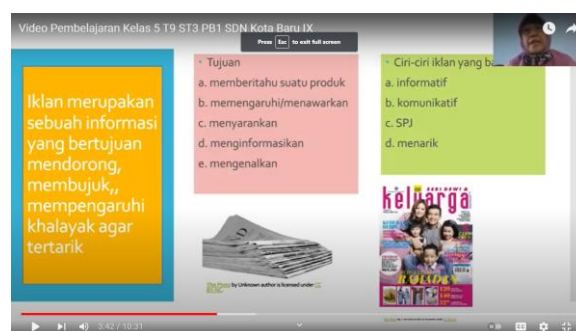 Video Pembelajaran Kelas 5 T9 ST3 PB1 SDN Kota Baru IX
Press Esc to exit full screen
Iklan merupakan
sebuah informasi
yang bertujuan
mendorong,
membujuk,,
mempengaruhi
khalayak agar
tertarik
• Tujuan
a. memberitahu suatu produk
b. memengaruhi/menawarkan
c. menyarankan
d. menginformasikan
e. mengenalkan
• Ciri-ciri iklan yang
a. informatif
b. komunikatif
c. SPJ
d. menarik
This Photo by Unknown author is licensed under
keluarga
RAMADAN
3:42 / 10:31